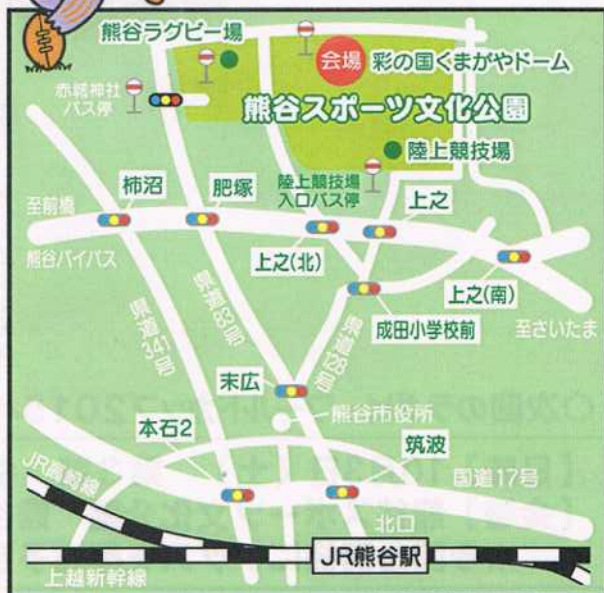 熊谷ラグビー場
会場
彩の国くまがやドーム
赤城神社
バス停
熊谷スポーツ文化公園
陸上競技場
柿沼
肥塚
陸上競技場
入口バス停
上之
至前橋
熊谷バイパス
上之(北)
上之(南)
県道341号
県道83号
県道128号
成田小学校前
至さいたま
末広
熊谷市役所
本石2
筑波
JR高崎線
国道17号
北口
JR熊谷駅
上越新幹線